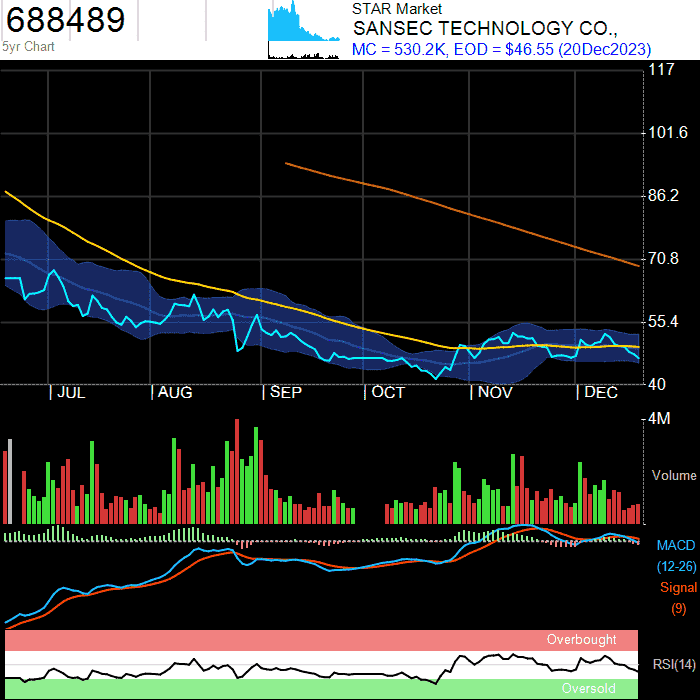 688489
5yr Chart
STAR Market
SANSEC TECHNOLOGY CO.,
MC = 530.2K, EOD = $46.55 (20Dec2023)
117
101.6
86.2
70.8
55.4
40
| JUL
| AUG
| SEP
| OCT
| NOV
| DEC
4M
Volume
MACD
(12-26)
Signal
(9)
Overbought
RSI(14)
Oversold